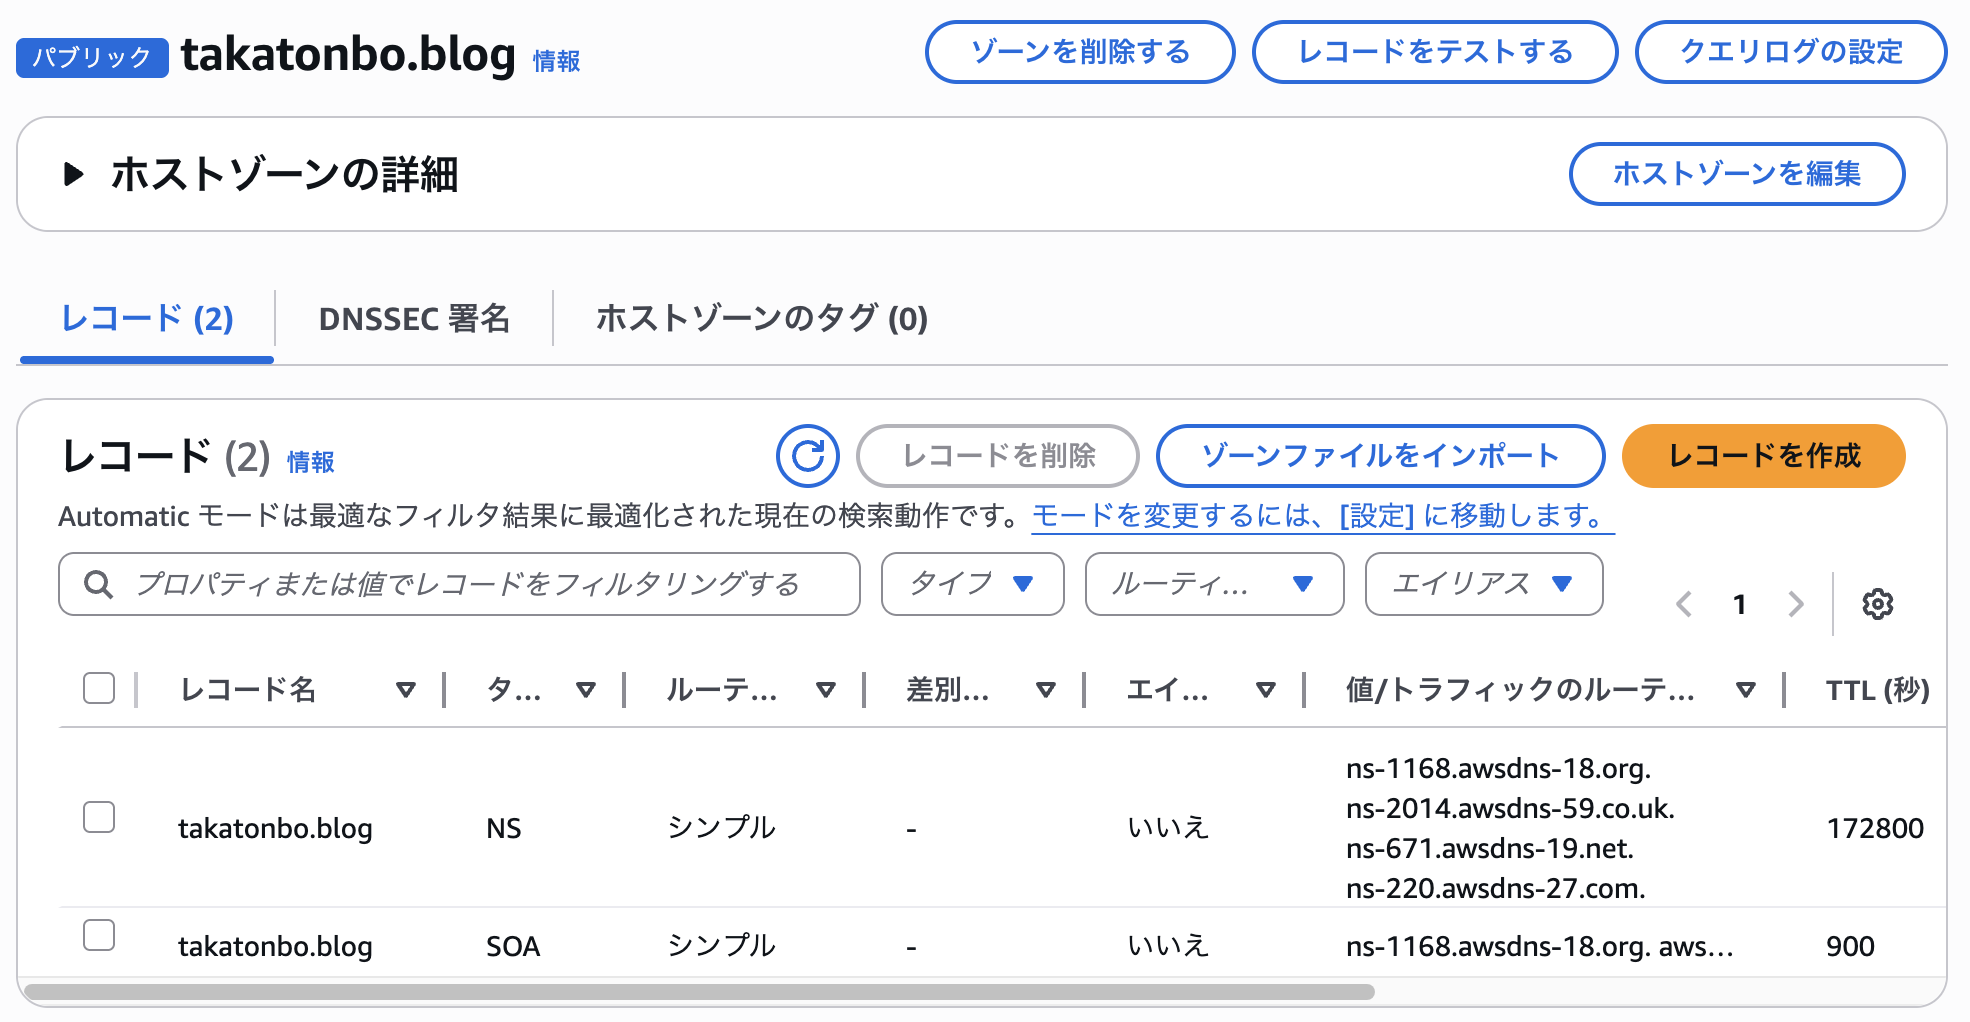 パブリック takatonbo.blog 情報 ゾーンを削除する レコードをテストする クエリログの設定
ホストゾーンの詳細 ホストゾーンを編集
レコード (2) DNSSEC 署名 ホストゾーンのタグ (0)
レコード (2) 情報 レコードを削除 ゾーンファイルをインポート レコードを作成
Automatic モードは最適なフィルタ結果に最適化された現在の検索動作です。モードを変更するには、[設定] に移動します。
プロパティまたは値でレコードをフィルタリングする タイプ ルーティ... エイリアス 1
レコード名 タ... ルーテ... 差別... エイ... 値/トラフィックのルーテ... TTL (秒)
ns-1168.awsdns-18.org.
ns-2014.awsdns-59.co.uk.
takatonbo.blog NS シンプル - いいえ 172800
ns-671.awsdns-19.net.
ns-220.awsdns-27.com.
takatonbo.blog SOA シンプル - いいえ ns-1168.awsdns-18.org. aws... 900